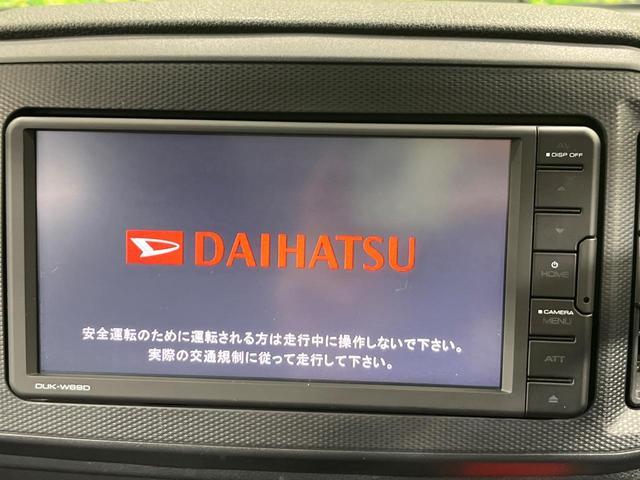 AV
DISP OFF
DAIHATSU
HOME
CAMERA
MENU
安全運転のために運転される方は走行中に操作しないで下さい。
実際の交通規制に従って走行して下さい。
ATT
DUK-W69D